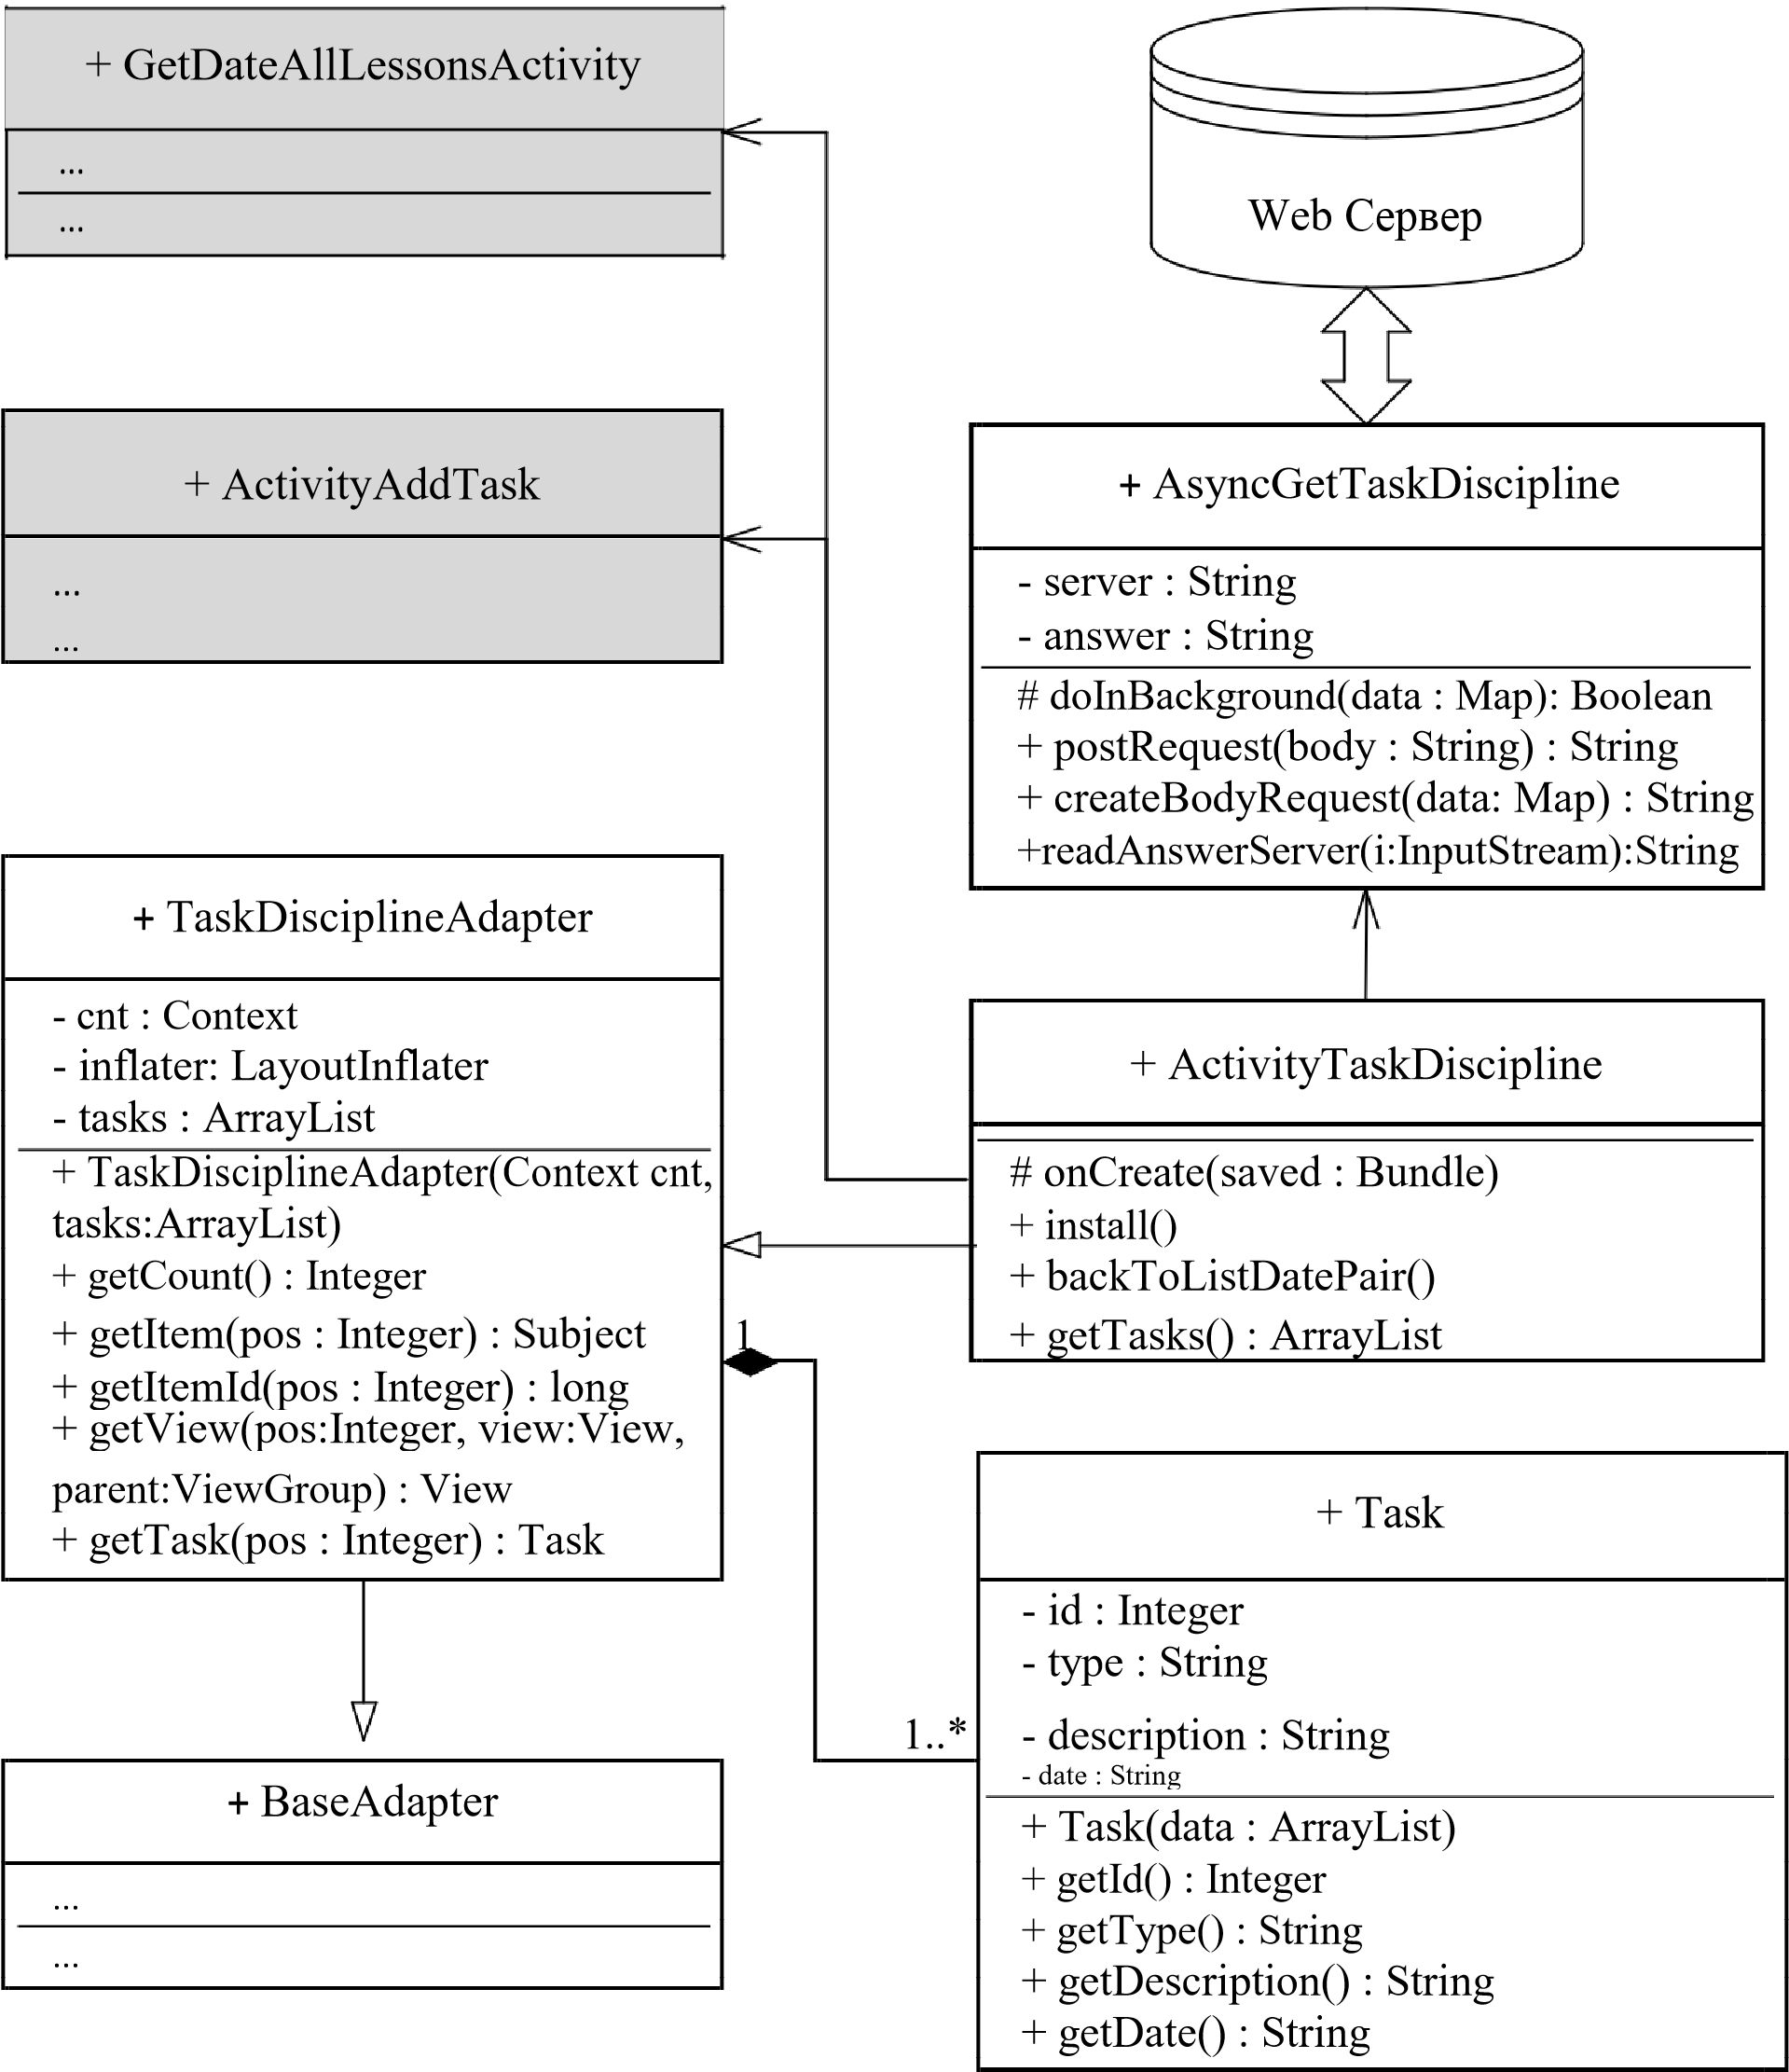 + GetDateAllLessonsActivity
...
...
Web Сервер
+ ActivityAddTask
...
...
+ AsyncGetTaskDiscipline
- server : String
- answer : String
# doInBackground(data : Map): Boolean
+ postRequest(body : String) : String
+ createBodyRequest(data: Map) : String
+readAnswerServer(i:InputStream):String
+ TaskDisciplineAdapter
- cnt : Context
- inflater: LayoutInflater
- tasks : ArrayList
+ TaskDisciplineAdapter(Context cnt,
tasks:ArrayList)
+ getCount() : Integer
+ getItem(pos : Integer) : Subject
+ getItemId(pos : Integer) : long
+ getView(pos:Integer, view:View,
parent:ViewGroup) : View
+ getTask(pos : Integer) : Task
+ ActivityTaskDiscipline
# onCreate(saved : Bundle)
+ install()
+ backToListDatePair()
+ getTasks() : ArrayList
1
1..*
+ Task
- id : Integer
- type : String
- description : String
- date : String
+ Task(data : ArrayList)
+ getId() : Integer
+ getType() : String
+ getDescription() : String
+ getDate() : String
+ BaseAdapter
...
...